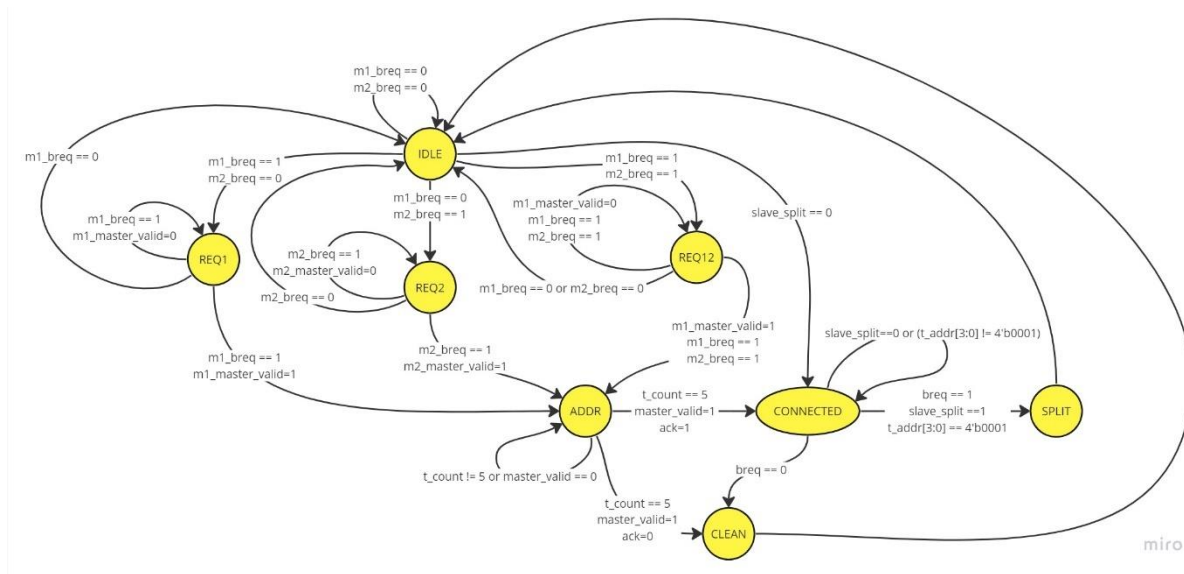 m1_breq == 0
m2_breq == 0
IDLE
m1_breq == 0
m1_breq == 1
m2_breq == 0
m1_breq == 1
m2_breq == 1
m1_breq == 0
m2_breq == 1
m1_master_valid=0
m1_breq == 1
m2_breq == 1
slave_split == 0
m1_breq == 1
m1_master_valid=0
REQ1
m2_breq == 1
m2_master_valid=0
REQ2
REQ12
m2_breq == 0
m1_breq == 0 or m2_breq == 0
m1_master_valid=1
m1_breq == 1
m2_breq == 1
slave_split==0 or (t_addr[3:0] != 4'b0001)
m1_breq == 1
m1_master_valid=1
m2_breq == 1
m2_master_valid=1
ADDR
t_count == 5
master_valid=1
ack=1
CONNECTED
breq == 1
slave_split ==1
t_addr[3:0] == 4'b0001
SPLIT
t_count != 5 or master_valid == 0
breq == 0
t_count == 5
master_valid=1
ack=0
CLEAN
miro